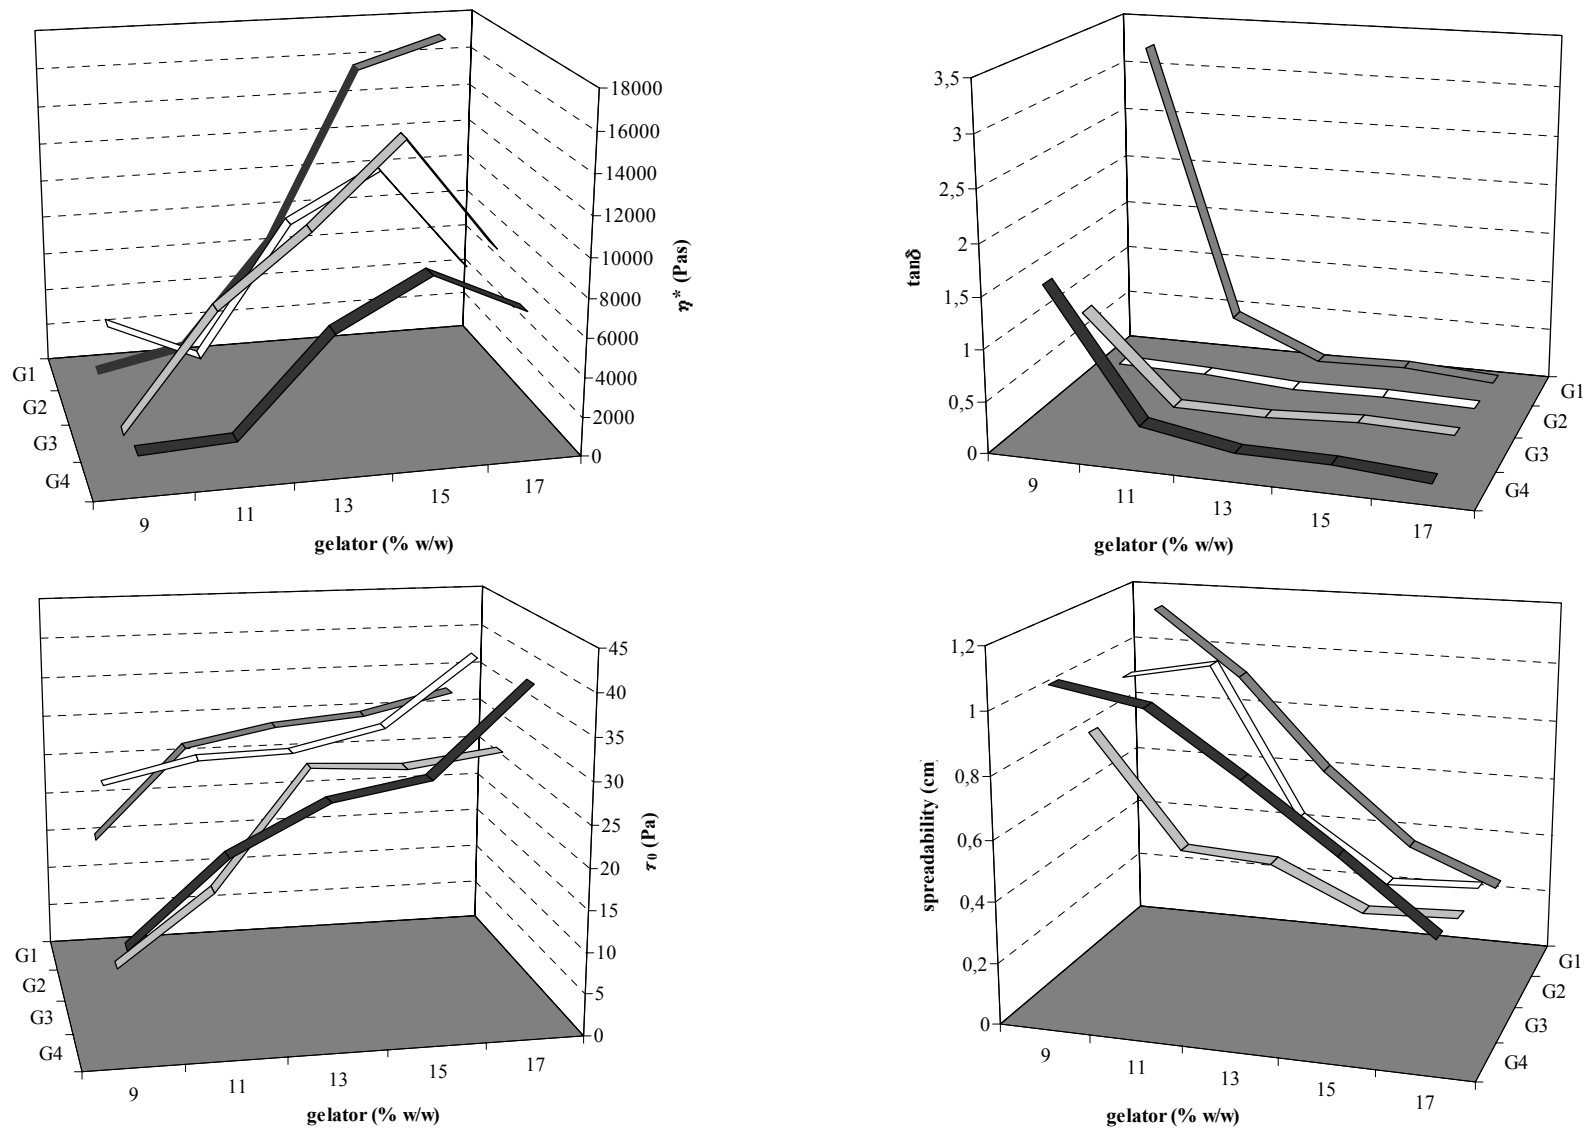 18000
16000
14000
12000
10000
8000
6000
4000
2000
0
η* (Pas)
G1
G2
G3
G4
9
11
13
15
17
gelator (% w/w)
3,5
3
2,5
2
1,5
1
0,5
0
tanδ
G1
G2
G3
G4
9
11
13
15
17
gelator (% w/w)
45
40
35
30
25
20
15
10
5
0
τ0 (Pa)
G1
G2
G3
G4
9
11
13
15
17
gelator (% w/w)
1,2
1
0,8
0,6
0,4
0,2
0
spreadability (cm
G1
G2
G3
G4
9
11
13
15
17
gelator (% w/w)